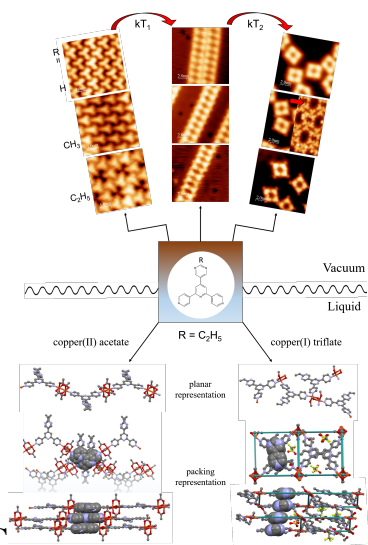 kT1
kT2
R
=
H
CH3
C2H5
R
Vacuum
Liquid
R = C2H5
copper(II) acetate
copper(I) triflate
planar
representation
packing
representation